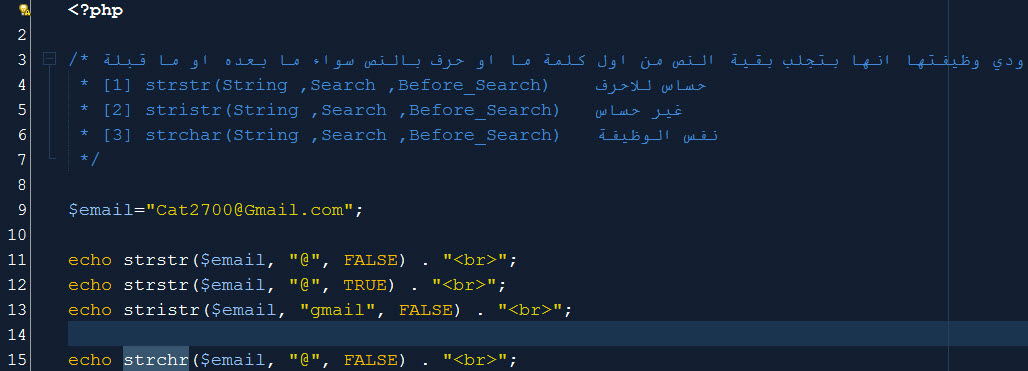 <?php
2
3 /* ودي وظيفتها انها بتجلب بقية النص من اول كلمة ما او حرف بالنص سواء ما بعده او ما قبلة
4 * [1] strstr(String ,Search ,Before_Search) حساس للاحرف
5 * [2] stristr(String ,Search ,Before_Search) غير حساس
6 * [3] strchar(String ,Search ,Before_Search) نفس الوظيفة
7 */
8
9 $email="Cat2700@Gmail.com";
10
11 echo strstr($email, "@", FALSE) . "<br>";
12 echo strstr($email, "@", TRUE) . "<br>";
13 echo stristr($email, "gmail", FALSE) . "<br>";
14
15 echo strchr($email, "@", FALSE) . "<br>";